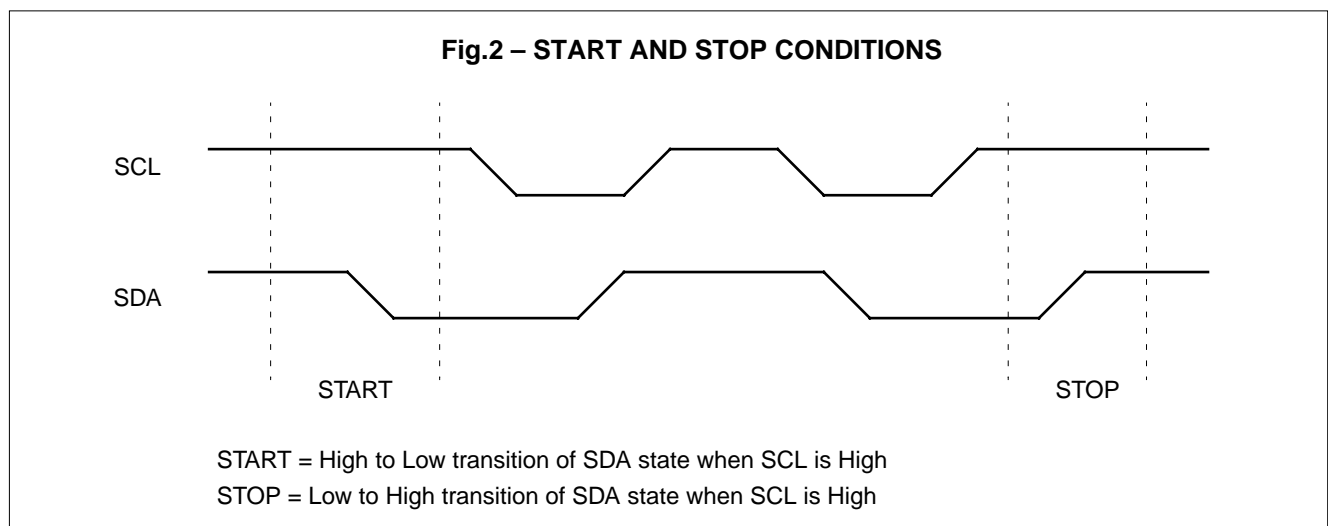 Fig.2 – START AND STOP CONDITIONS
SCL
SDA
START
STOP
START = High to Low transition of SDA state when SCL is High
STOP = Low to High transition of SDA state when SCL is High